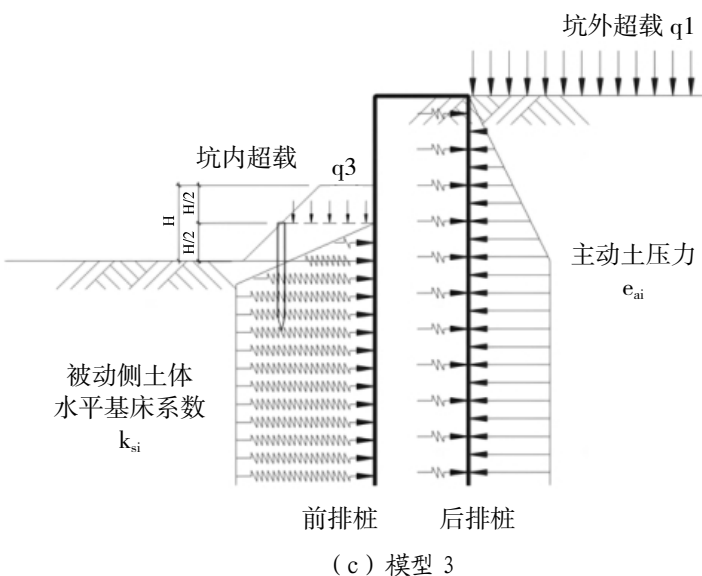 坑外超载 q1
坑内超载
q3
H
H/2
H/2
主动土压力
eai
被动侧土体
水平基床系数
ksi
前排桩
后排桩
(c)模型 3